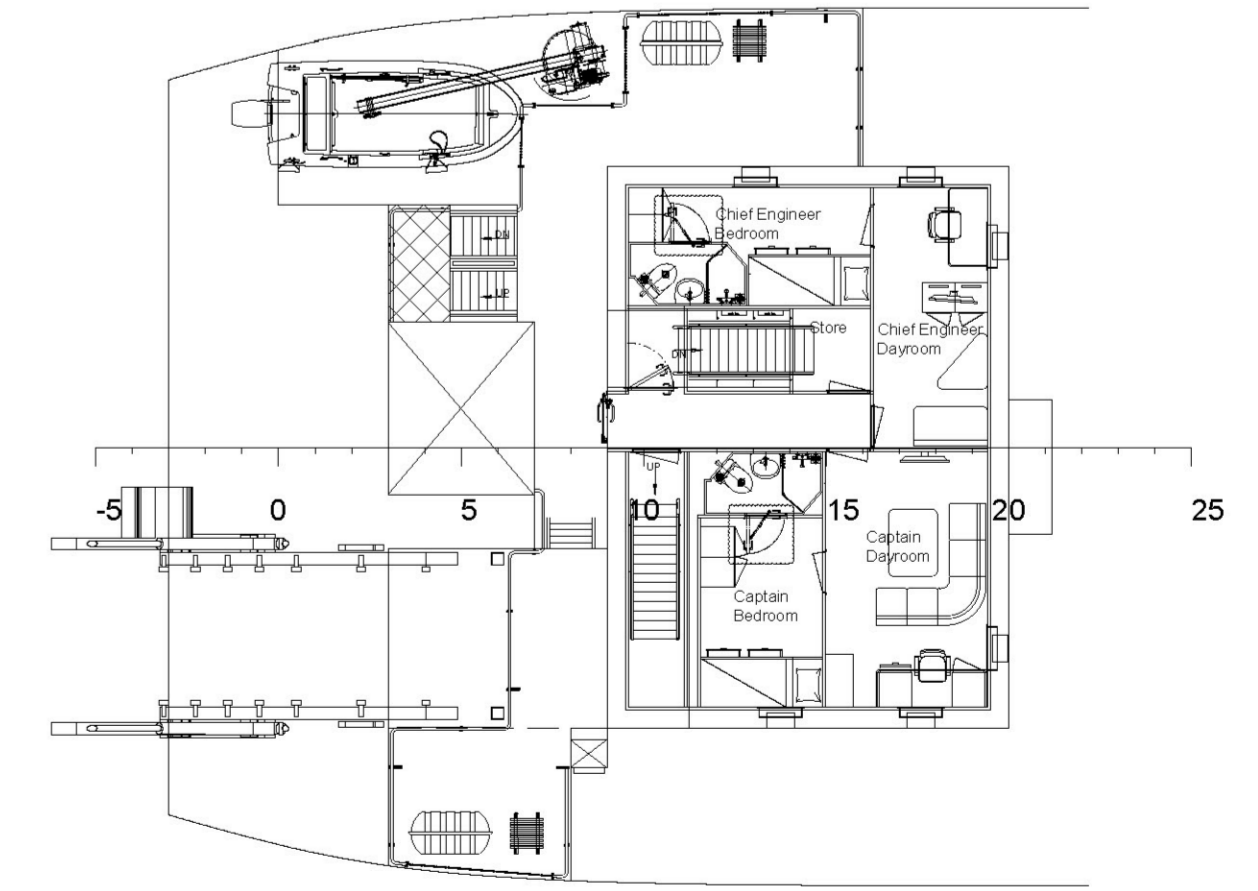 Chief Engineer
Bedroom
DN
UP
Store
Chief Engineer
Dayroom
DN
UP
-5
0
5
10
15
20
25
Captain
Dayroom
Captain
Bedroom